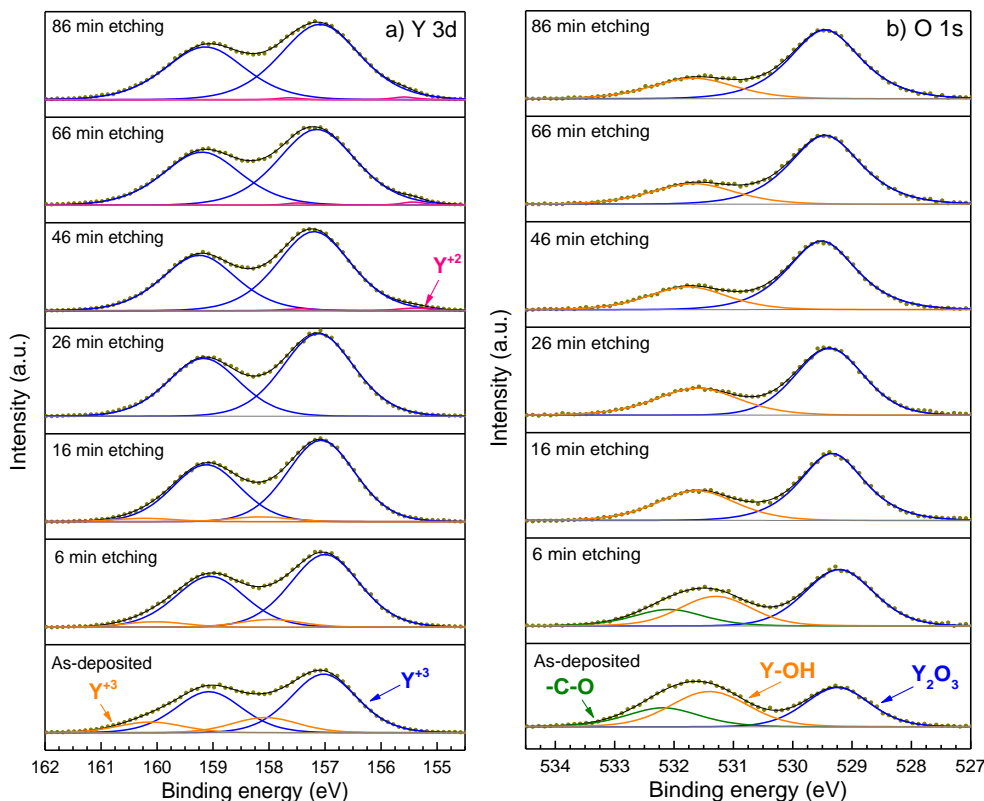 86 min etching
a) Y 3d
66 min etching
46 min etching
Y+2
26 min etching
16 min etching
6 min etching
As-deposited
Y+3
Y+3
Intensity (a.u.)
162 161 160 159 158 157 156 155
Binding energy (eV)
86 min etching
b) O 1s
66 min etching
46 min etching
26 min etching
16 min etching
6 min etching
As-deposited
-C-O
Y-OH
Y2O3
Intensity (a.u.)
534 533 532 531 530 529 528 527
Binding energy (eV)